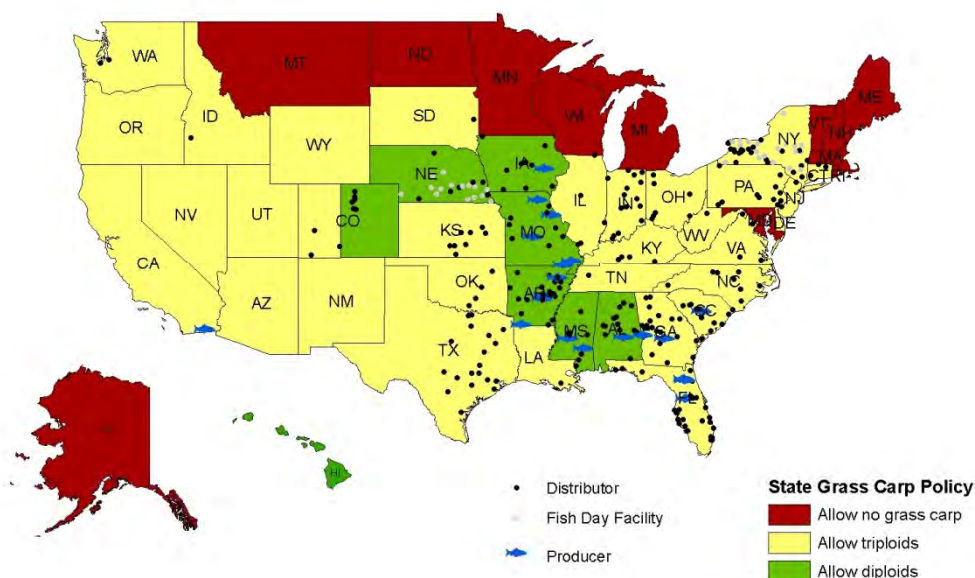 WA
MT
ND
MN
ME
VT
NH
OR
ID
SD
WI
MI
NY
MA
WY
CTRI
NE
IA
PA
NJ
NV
UT
CO
IL
IN
OH
MD
DE
KS
MO
WV
VA
CA
KY
AZ
NM
OK
TN
NC
AR
SC
TX
LA
MS
AL
GA
FL
HI
Distributor
Fish Day Facility
Producer
State Grass Carp Policy
Allow no grass carp
Allow triploids
Allow diploids